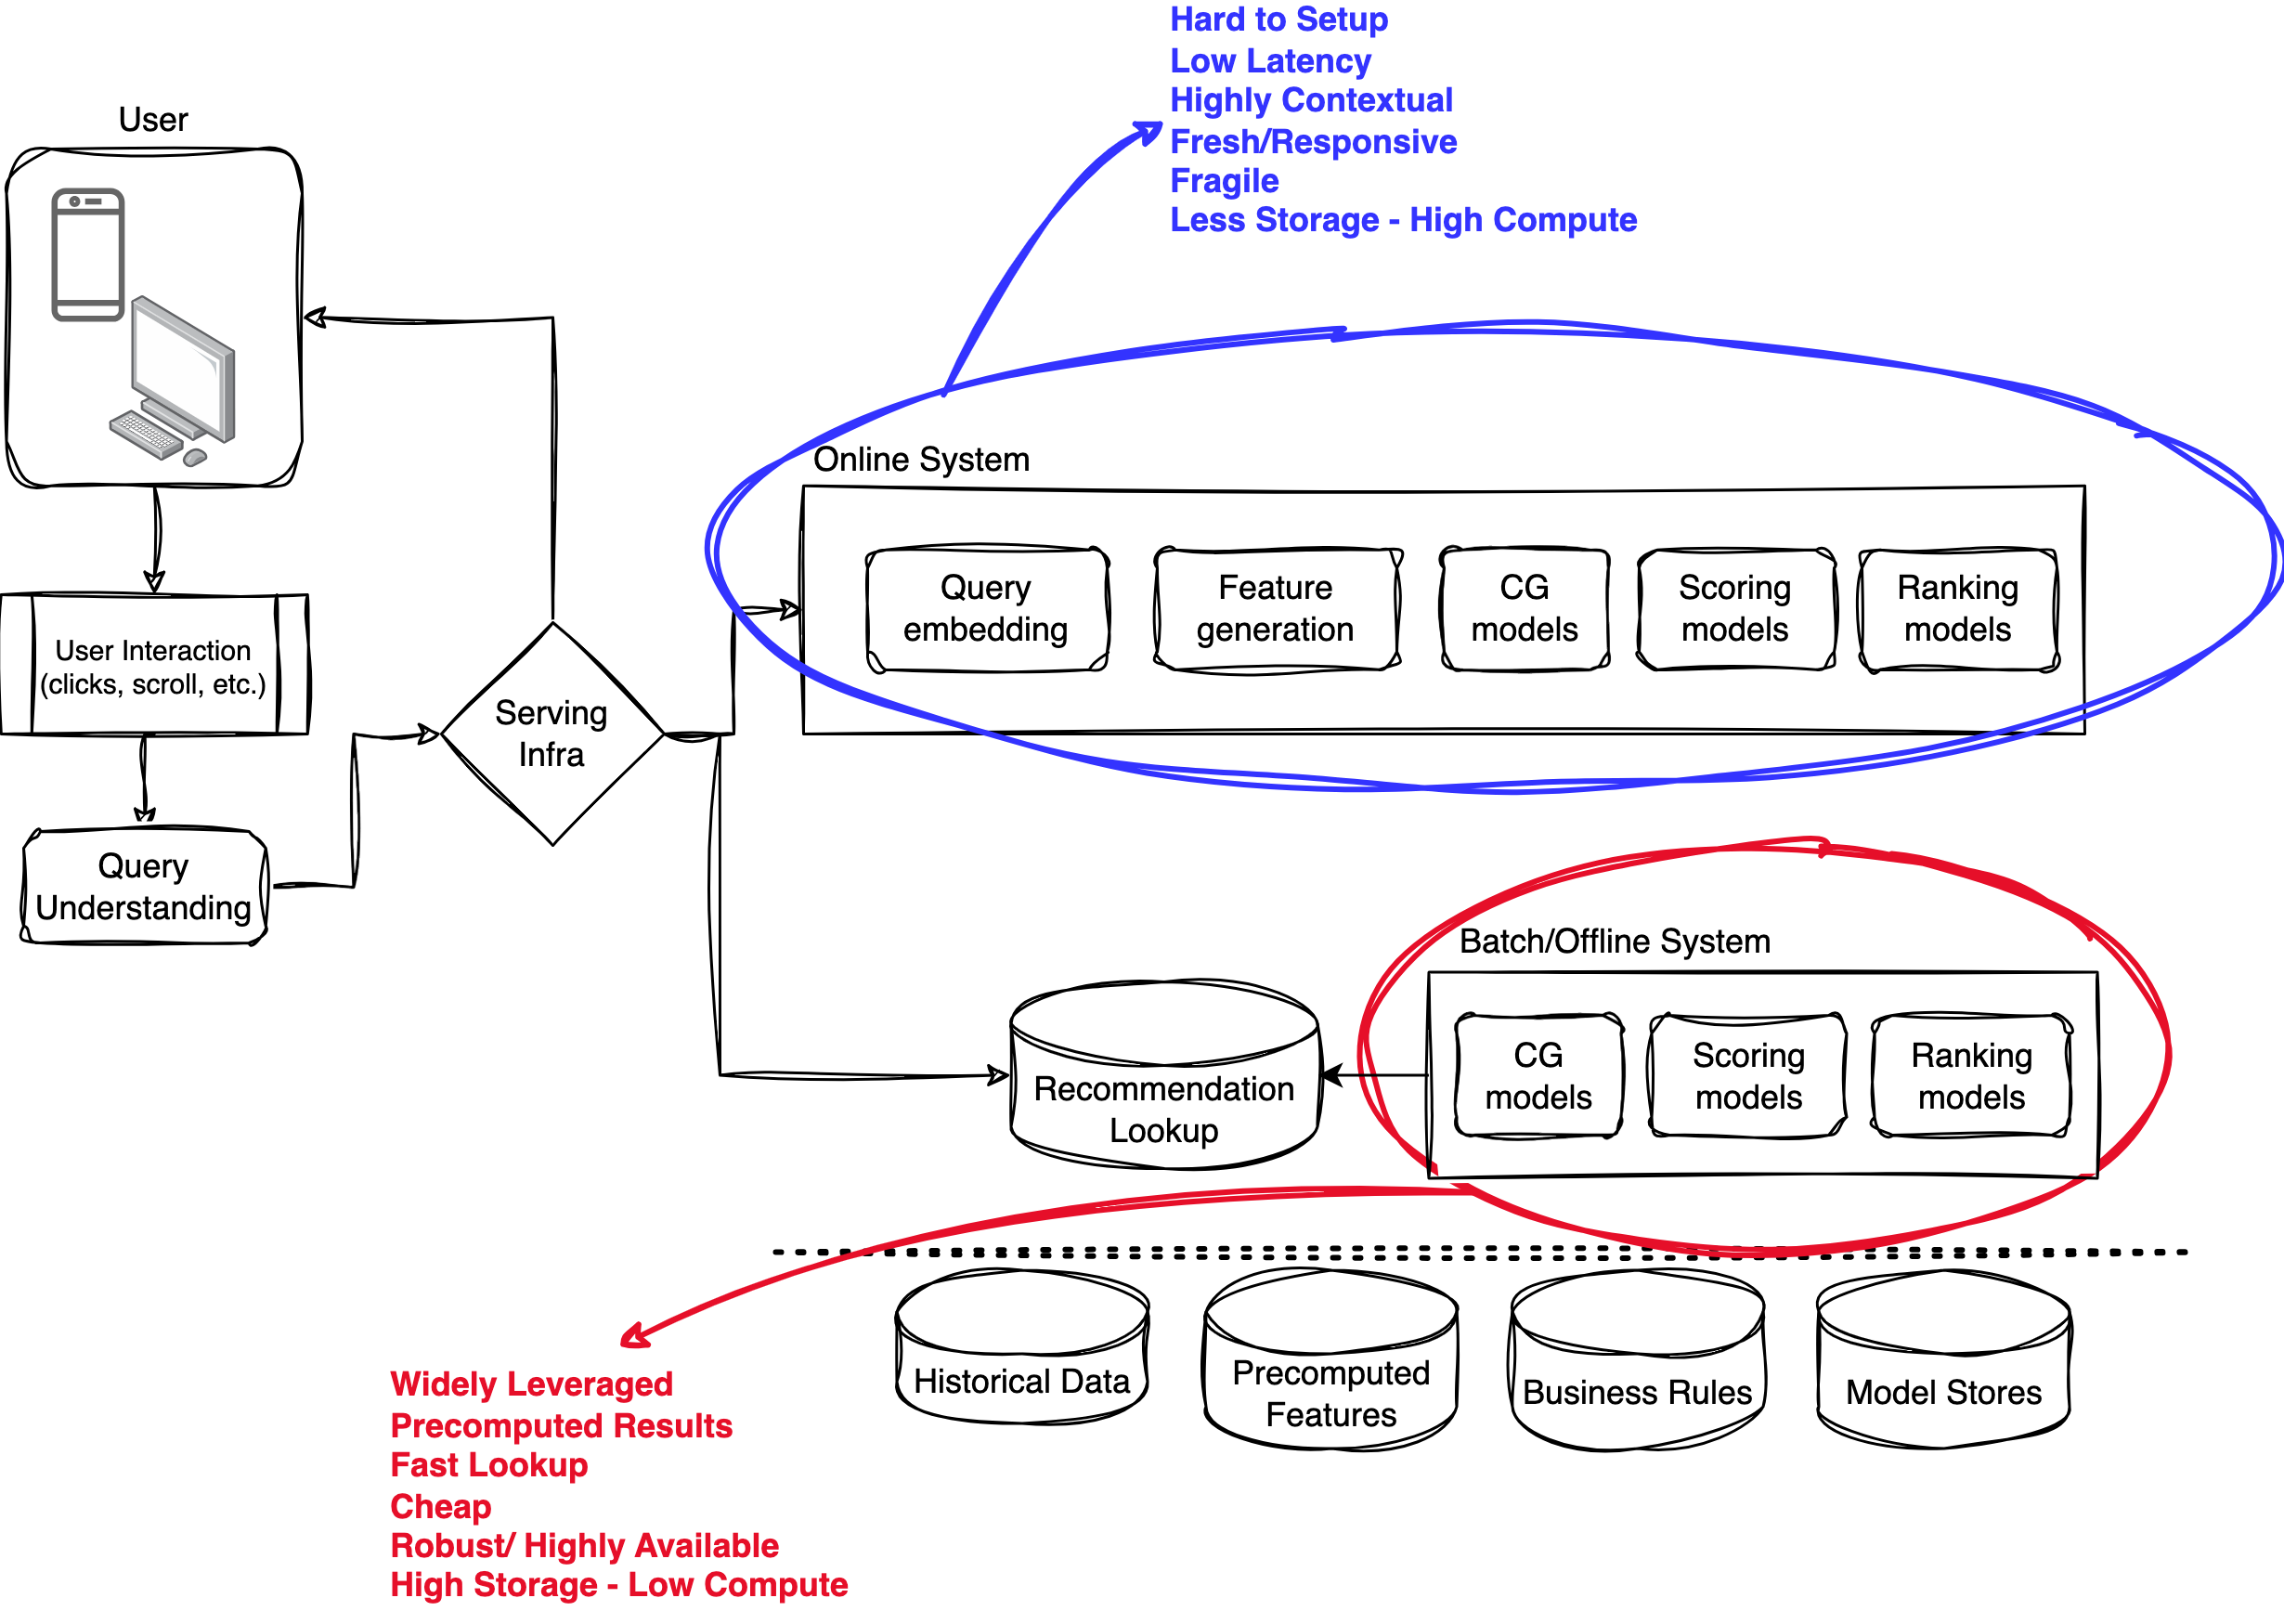 Hard to Setup
Low Latency
Highly Contextual
Fresh/Responsive
Fragile
Less Storage - High Compute
User
Online System
Query
embedding
Feature
generation
CG
models
Scoring
models
Ranking
models
User Interaction
(clicks, scroll, etc.)
Serving
Infra
Query
Understanding
Batch/Offline System
CG
models
Scoring
models
Ranking
models
Recommendation
Lookup
Historical Data
Precomputed
Features
Business Rules
Model Stores
Widely Leveraged
Precomputed Results
Fast Lookup
Cheap
Robust/ Highly Available
High Storage - Low Compute